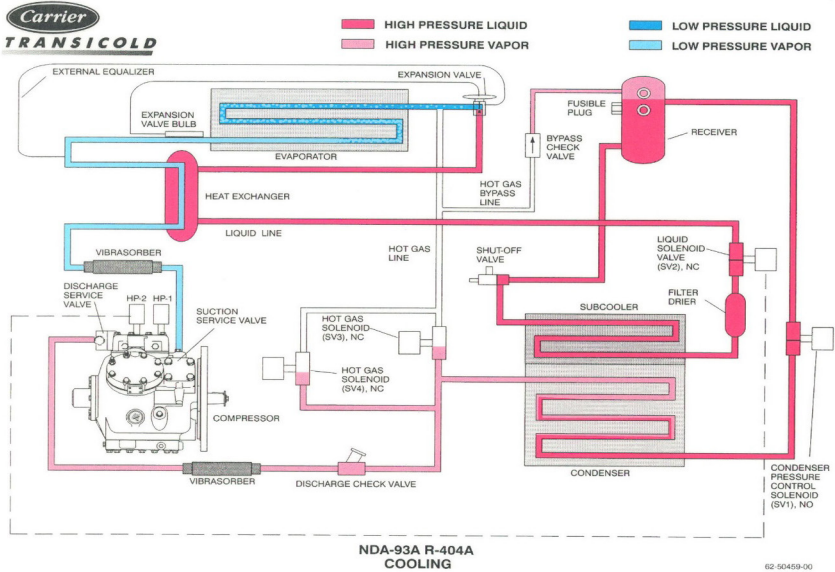 Carrier
TRANSICOLD
HIGH PRESSURE LIQUID
HIGH PRESSURE VAPOR
LOW PRESSURE LIQUID
LOW PRESSURE VAPOR
EXTERNAL EQUALIZER
EXPANSION VALVE
EXPANSION
VALVE BULB
EVAPORATOR
FUSIBLE
PLUG
RECEIVER
BYPASS
CHECK
VALVE
HEAT EXCHANGER
HOT GAS
BYPASS
LINE
LIQUID LINE
HOT GAS
LINE
SHUT-OFF
VALVE
LIQUID
SOLENOID
VALVE
(SV2), NC
VIBRASORBER
DISCHARGE
SERVICE
VALVE
HP-2
HP-1
SUCTION
SERVICE VALVE
HOT GAS
SOLENOID
(SV3), NC
SUBCOOLER
FILTER
DRIER
HOT GAS
SOLENOID
(SV4), NC
COMPRESSOR
VIBRASORBER
DISCHARGE CHECK VALVE
CONDENSER
CONDENSER
PRESSURE
CONTROL
SOLENOID
(SV1), NO
NDA-93A R-404A
COOLING
62-50459-00